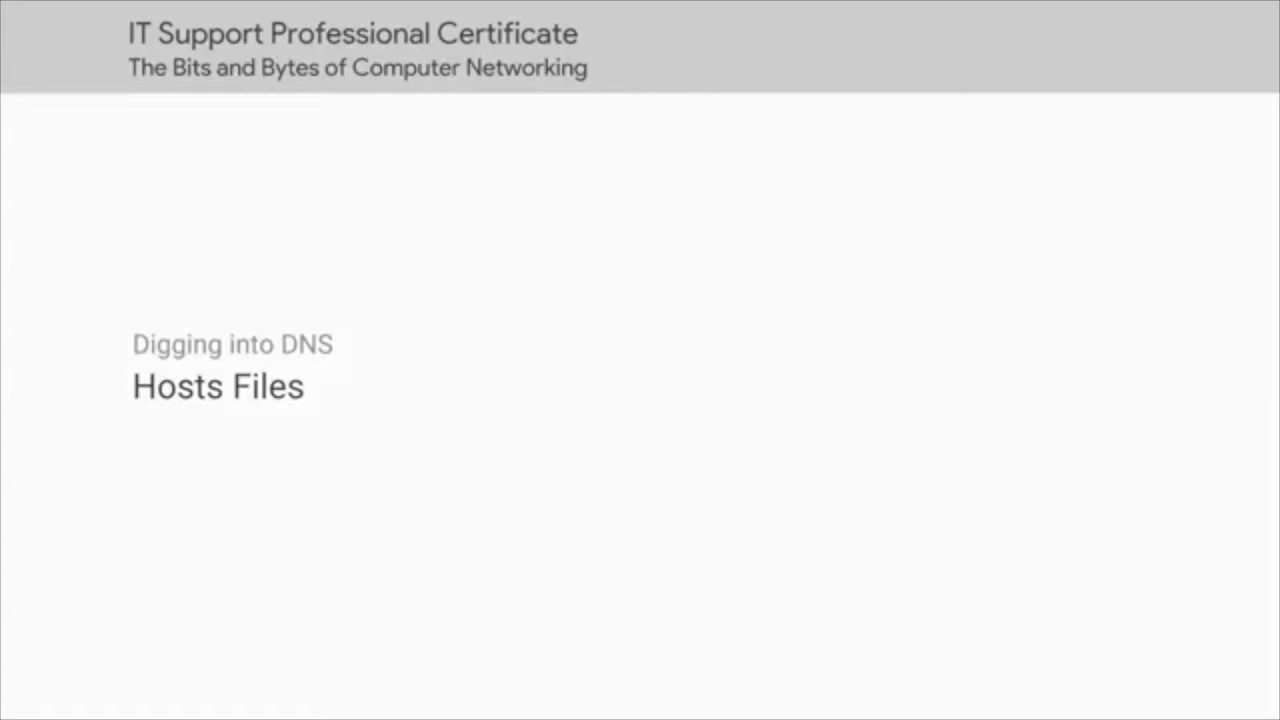 IT Support Professional Certificate
The Bits and Bytes of Computer Networking
Digging into DNS
Hosts Files